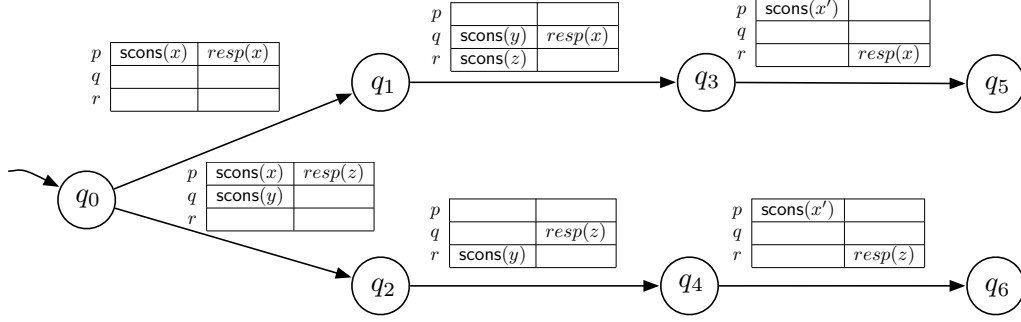 p scons(x) resp(x)
q
r
p
q scons(y) resp(x)
r scons(z)
p scons(x′)
q
r resp(x)
q₀
q₁
q₃
q₅
p scons(x) resp(z)
q scons(y)
r
p
q resp(z)
r scons(y)
p scons(x′)
q
r resp(z)
q₂
q₄
q₆